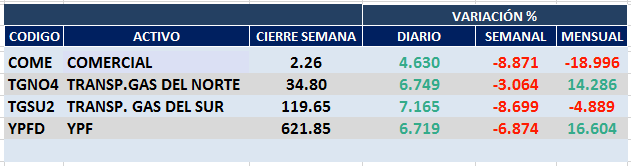 VARIACIÓN %
CODIGO ACTIVO CIERRE SEMANA DIARIO SEMANAL MENSUAL
COME COMERCIAL 2.26 4.630 -8.871 -18.996
TGNO4 TRANSP.GAS DEL NORTE 34.80 6.749 -3.064 14.286
TGSU2 TRANSP. GAS DEL SUR 119.65 7.165 -8.699 -4.889
YPFD YPF 621.85 6.719 -6.874 16.604